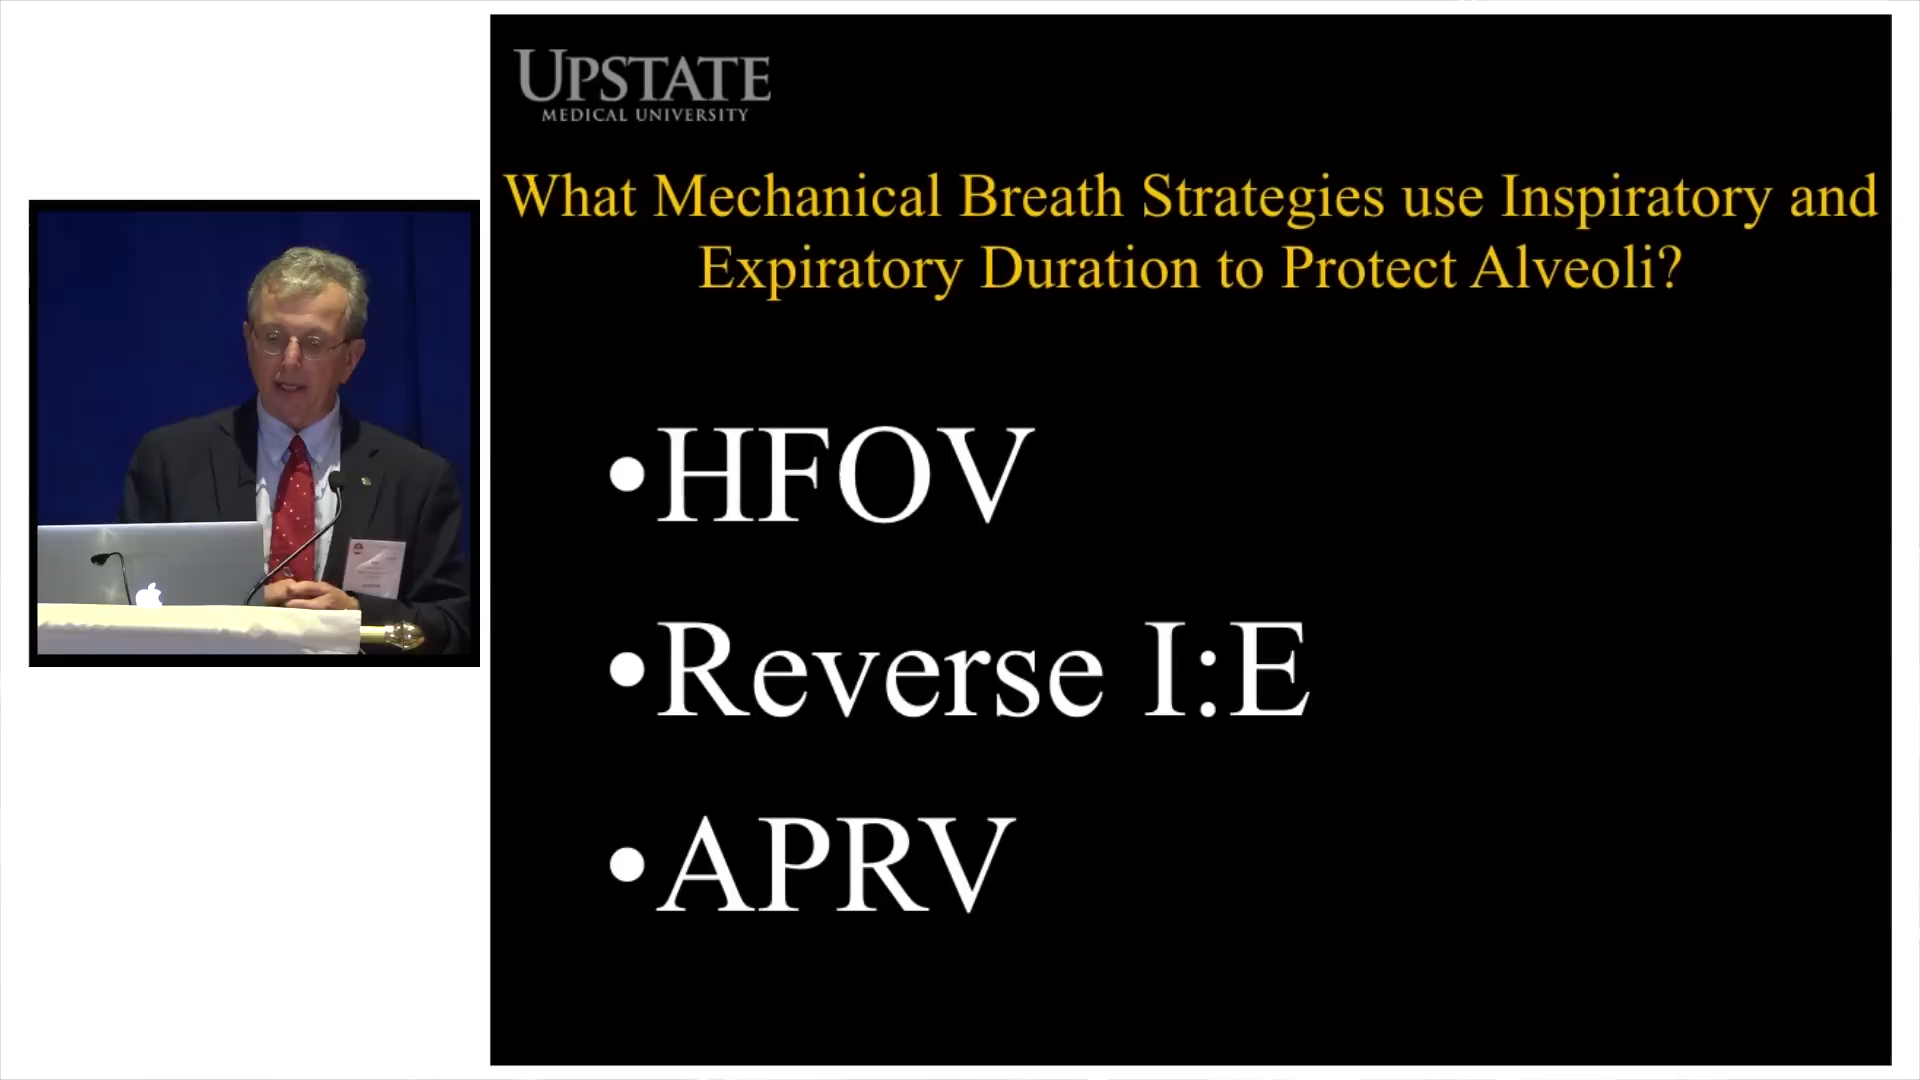 UPSTATE
MEDICAL UNIVERSITY
What Mechanical Breath Strategies use Inspiratory and
Expiratory Duration to Protect Alveoli?
•HFOV
•Reverse I:E
•APRV